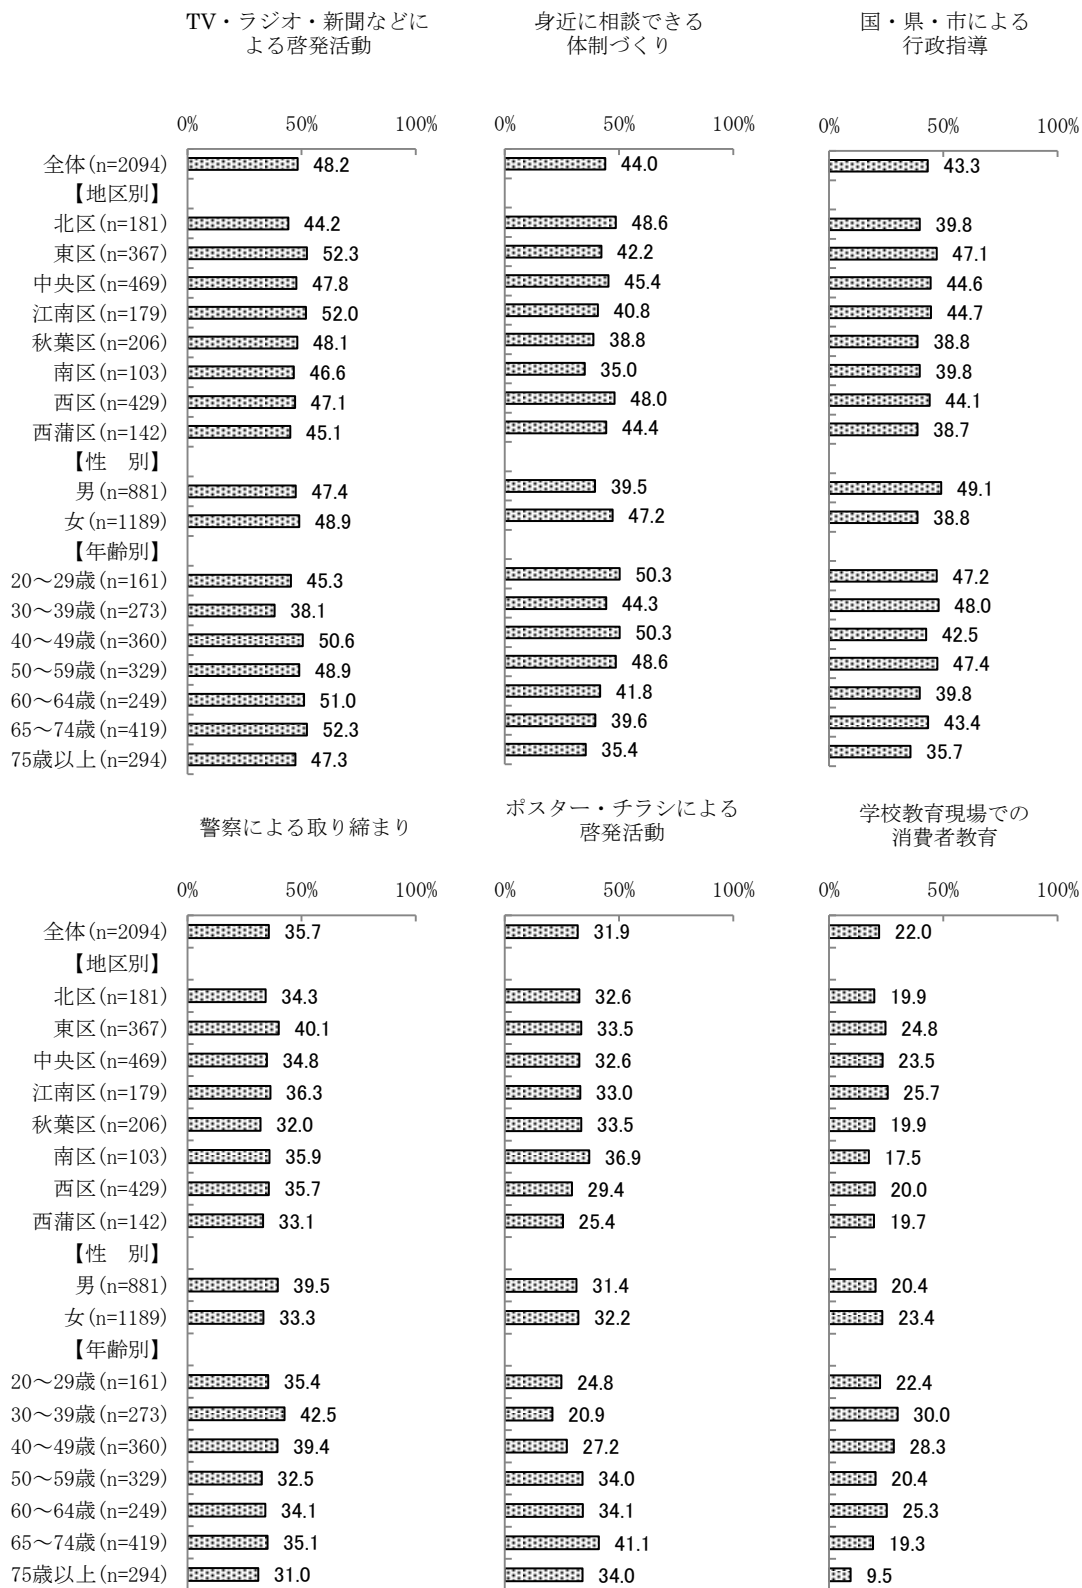 TV・ラジオ・新聞などに
よる啓発活動
身近に相談できる
体制づくり
国・県・市による
行政指導
0% 50% 100% 0% 50% 100% 0% 50% 100%
全体(n=2094) 48.2 44.0 43.3
【地区別】
北区(n=181) 44.2 48.6 39.8
東区(n=367) 52.3 42.2 47.1
中央区(n=469) 47.8 45.4 44.6
江南区(n=179) 52.0 40.8 44.7
秋葉区(n=206) 48.1 38.8 38.8
南区(n=103) 46.6 35.0 39.8
西区(n=429) 47.1 48.0 44.1
西蒲区(n=142) 45.1 44.4 38.7
【性　別】
男(n=881) 47.4 39.5 49.1
女(n=1189) 48.9 47.2 38.8
【年齢別】
20～29歳(n=161) 45.3 50.3 47.2
30～39歳(n=273) 38.1 44.3 48.0
40～49歳(n=360) 50.6 50.3 42.5
50～59歳(n=329) 48.9 48.6 47.4
60～64歳(n=249) 51.0 41.8 39.8
65～74歳(n=419) 52.3 39.6 43.4
75歳以上(n=294) 47.3 35.4 35.7
警察による取り締まり
ポスター・チラシによる
啓発活動
学校教育現場での
消費者教育
0% 50% 100% 0% 50% 100% 0% 50% 100%
全体(n=2094) 35.7 31.9 22.0
【地区別】
北区(n=181) 34.3 32.6 19.9
東区(n=367) 40.1 33.5 24.8
中央区(n=469) 34.8 32.6 23.5
江南区(n=179) 36.3 33.0 25.7
秋葉区(n=206) 32.0 33.5 19.9
南区(n=103) 35.9 36.9 17.5
西区(n=429) 35.7 29.4 20.0
西蒲区(n=142) 33.1 25.4 19.7
【性　別】
男(n=881) 39.5 31.4 20.4
女(n=1189) 33.3 32.2 23.4
【年齢別】
20～29歳(n=161) 35.4 24.8 22.4
30～39歳(n=273) 42.5 20.9 30.0
40～49歳(n=360) 39.4 27.2 28.3
50～59歳(n=329) 32.5 34.0 20.4
60～64歳(n=249) 34.1 34.1 25.3
65～74歳(n=419) 35.1 41.1 19.3
75歳以上(n=294) 31.0 34.0 9.5